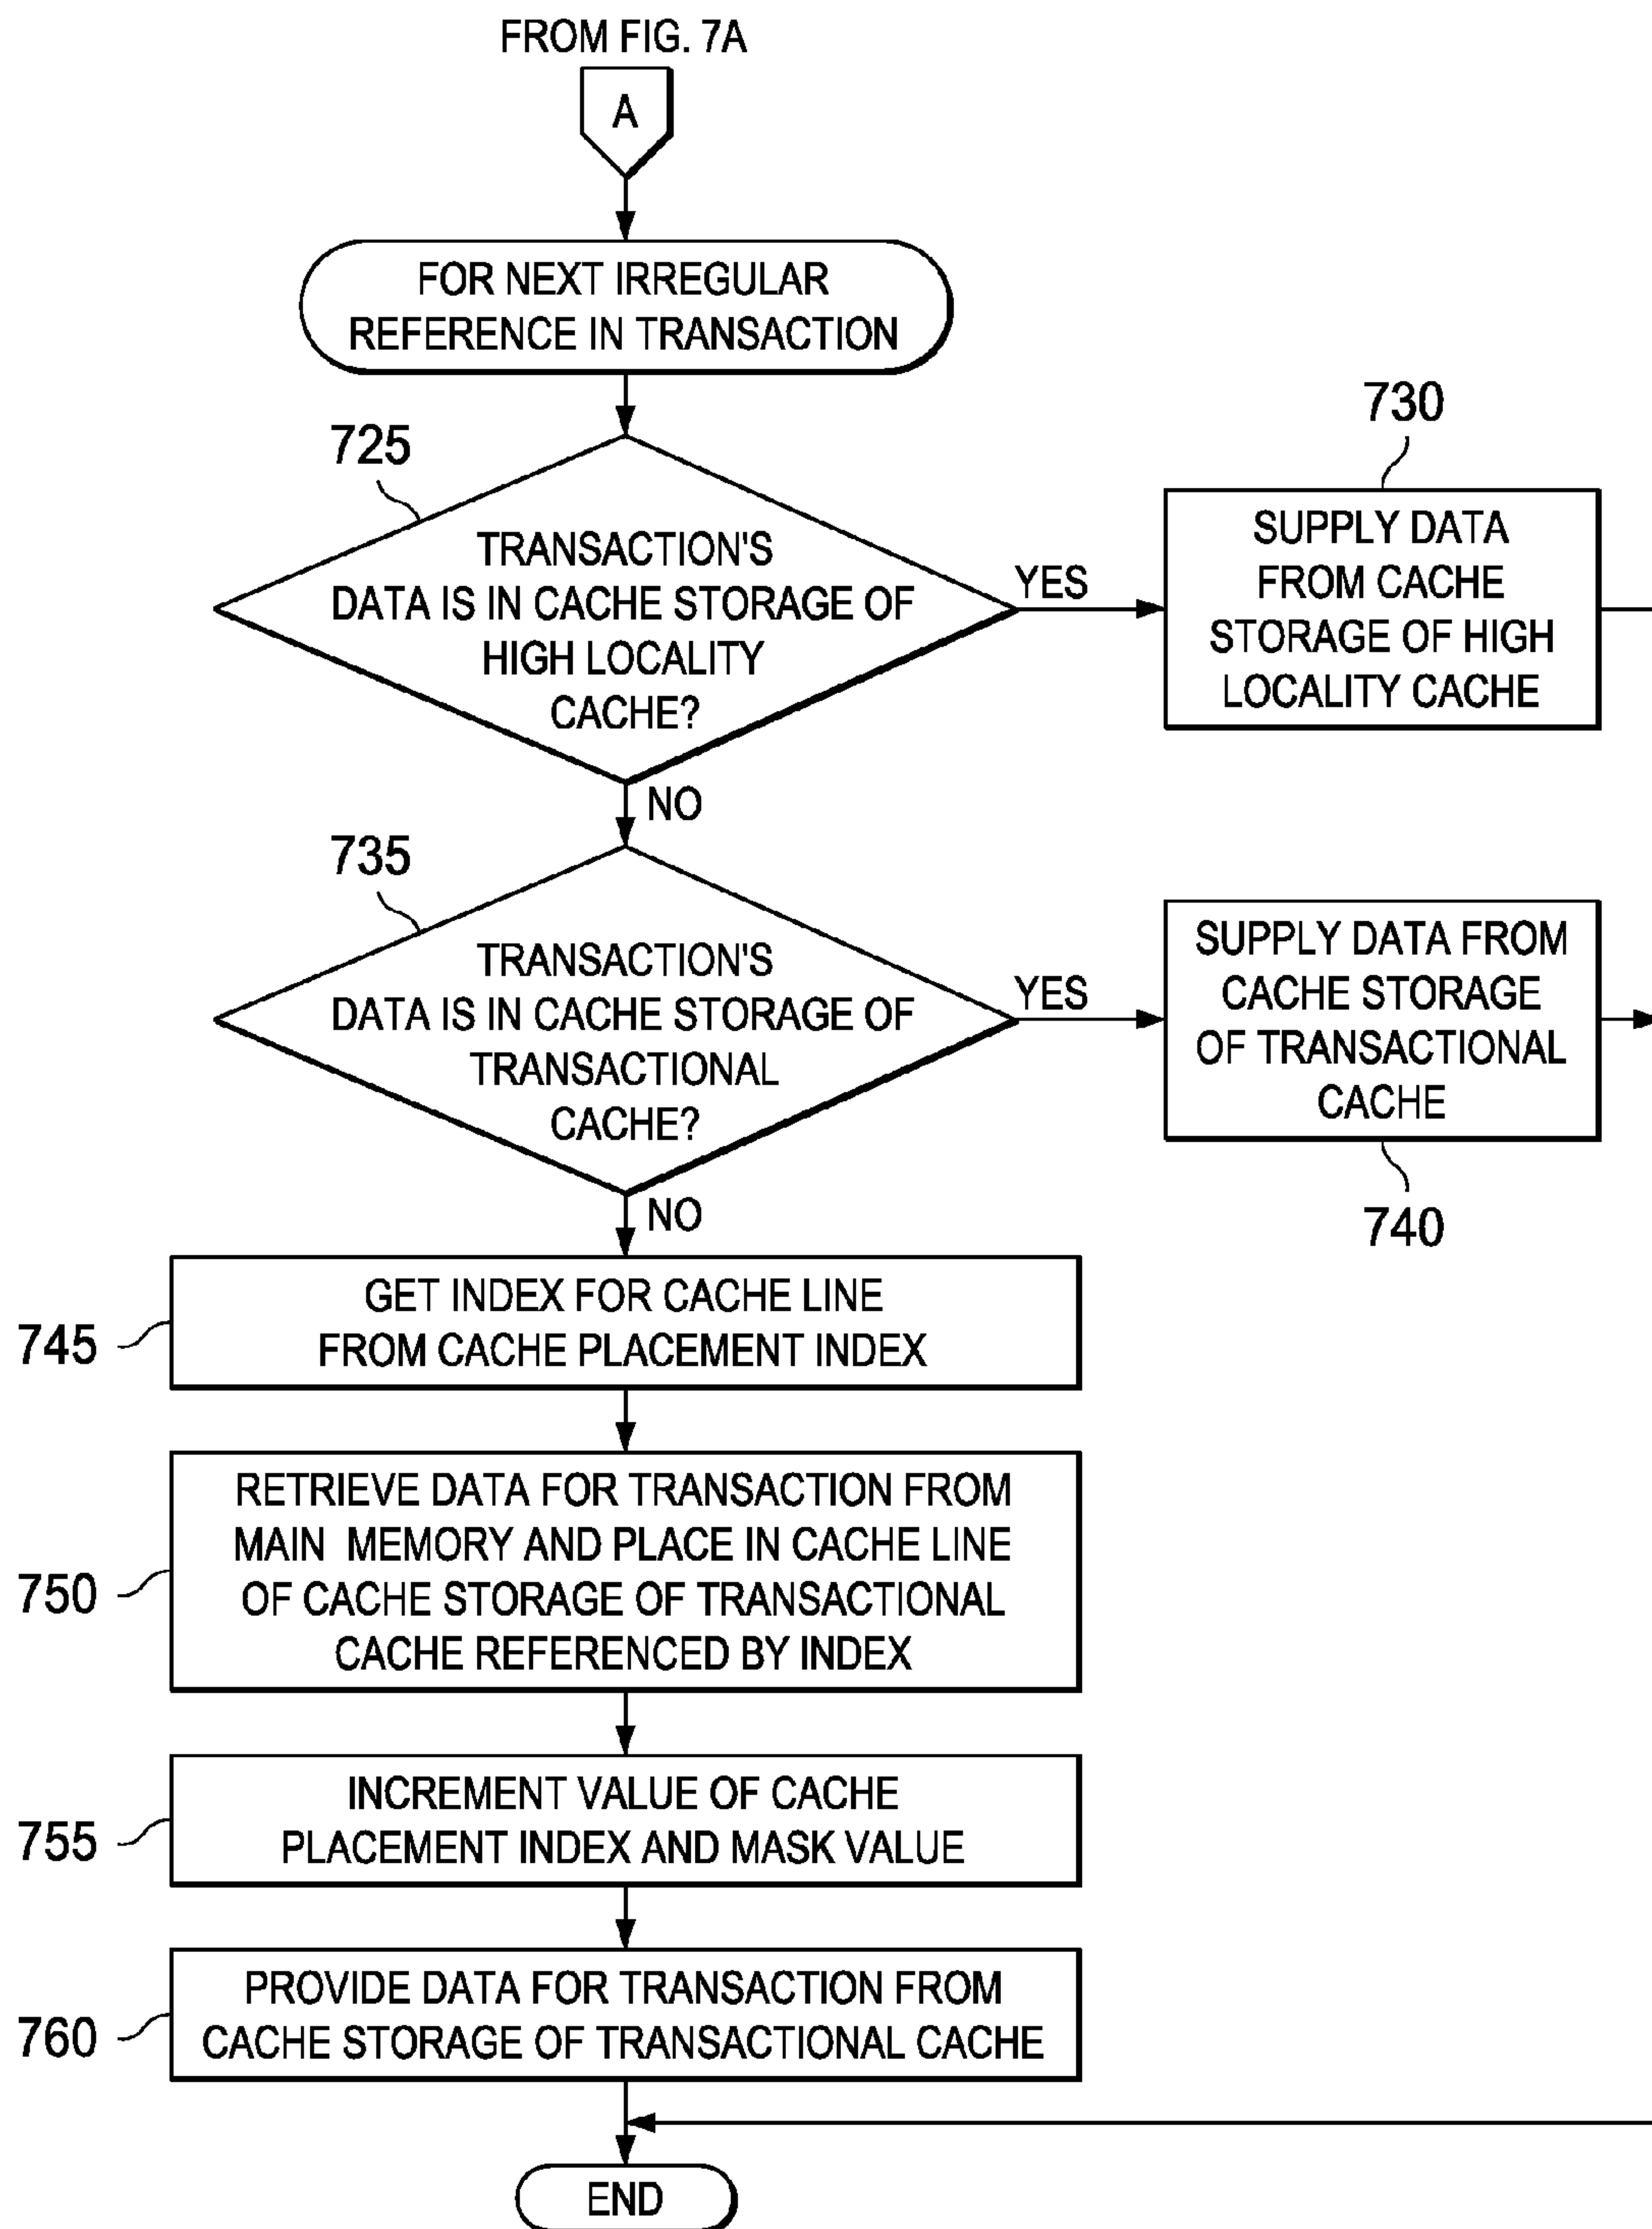 FROM FIG. 7A
A
FOR NEXT IRREGULAR
REFERENCE IN TRANSACTION
725
TRANSACTION'S
DATA IS IN CACHE STORAGE OF
HIGH LOCALITY
CACHE?
YES
730
SUPPLY DATA
FROM CACHE
STORAGE OF HIGH
LOCALITY CACHE
NO
735
TRANSACTION'S
DATA IS IN CACHE STORAGE OF
TRANSACTIONAL
CACHE?
YES
SUPPLY DATA FROM
CACHE STORAGE
OF TRANSACTIONAL
CACHE
740
NO
745
GET INDEX FOR CACHE LINE
FROM CACHE PLACEMENT INDEX
750
RETRIEVE DATA FOR TRANSACTION FROM
MAIN MEMORY AND PLACE IN CACHE LINE
OF CACHE STORAGE OF TRANSACTIONAL
CACHE REFERENCED BY INDEX
755
INCREMENT VALUE OF CACHE
PLACEMENT INDEX AND MASK VALUE
760
PROVIDE DATA FOR TRANSACTION FROM
CACHE STORAGE OF TRANSACTIONAL CACHE
END